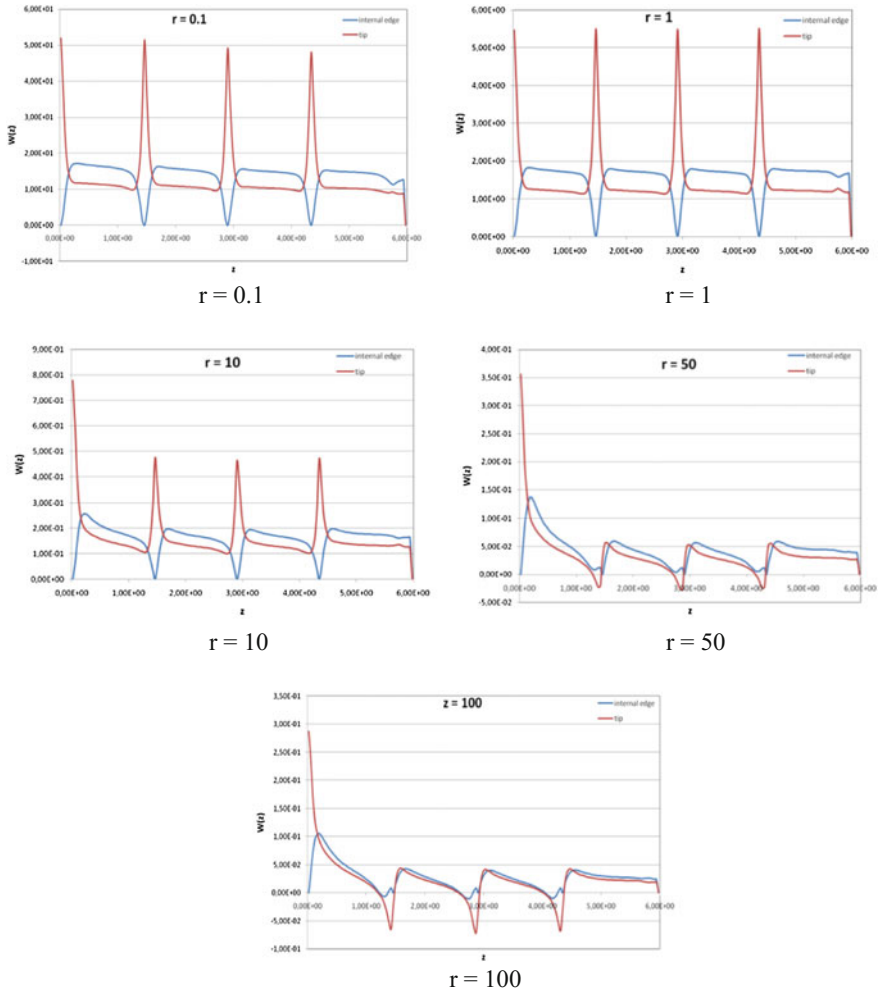 r = 0.1
internal edge
tip
6,00E+01
5,00E+01
4,00E+01
3,00E+01
2,00E+01
1,00E+01
0,00E+00
-1,00E+01
W(z)
0,00E+00 1,00E+00 2,00E+00 3,00E+00 4,00E+00 5,00E+00 6,00E+00
z
r = 0.1
r = 1
internal edge
tip
6,00E+00
5,00E+00
4,00E+00
3,00E+00
2,00E+00
1,00E+00
0,00E+00
W(z)
0,00E+00 1,00E+00 2,00E+00 3,00E+00 4,00E+00 5,00E+00 6,00E+00
z
r = 1
r = 10
internal edge
tip
9,00E-01
8,00E-01
7,00E-01
6,00E-01
5,00E-01
4,00E-01
3,00E-01
2,00E-01
1,00E-01
0,00E+00
W(z)
0,00E+00 1,00E+00 2,00E+00 3,00E+00 4,00E+00 5,00E+00 6,00E+00
z
r = 10
r = 50
internal edge
tip
4,00E-01
3,50E-01
3,00E-01
2,50E-01
2,00E-01
1,50E-01
1,00E-01
5,00E-02
0,00E+00
-5,00E-02
W(z)
0,00E+00 1,00E+00 2,00E+00 3,00E+00 4,00E+00 5,00E+00 6,00E+00
z
r = 50
z = 100
internal edge
tip
3,50E-01
3,00E-01
2,50E-01
2,00E-01
1,50E-01
1,00E-01
5,00E-02
0,00E+00
-5,00E-02
-1,00E-01
W(z)
0,00E+00 1,00E+00 2,00E+00 3,00E+00 4,00E+00 5,00E+00 6,00E+00
z
r = 100